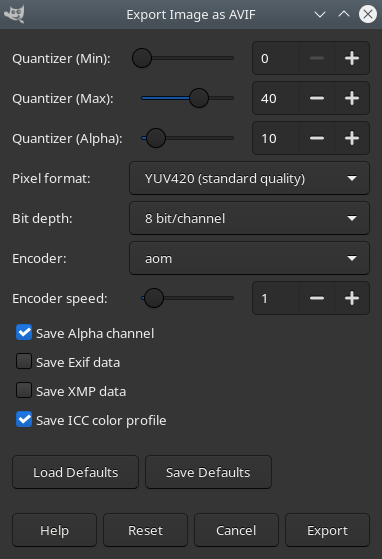 Export Image as AVIF
Quantizer (Min): 0
Quantizer (Max): 40
Quantizer (Alpha): 10
Pixel format: YUV420 (standard quality)
Bit depth: 8 bit/channel
Encoder: aom
Encoder speed: 1
Save Alpha channel
Save Exif data
Save XMP data
Save ICC color profile
Load Defaults Save Defaults
Help Reset Cancel Export